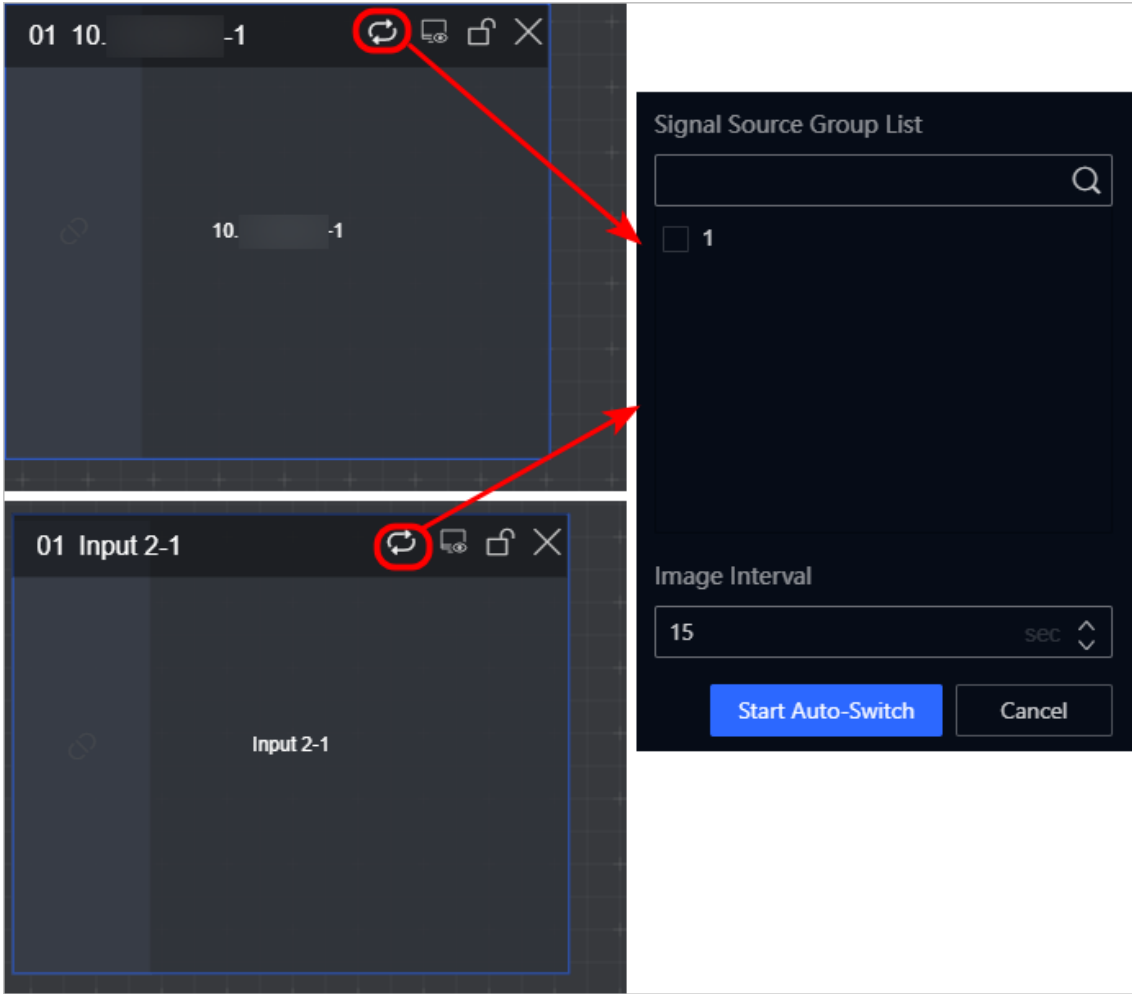 01 10. -1
10. -1
01 Input 2-1
Input 2-1
Signal Source Group List
1
Image Interval
15 sec
Start Auto-Switch Cancel